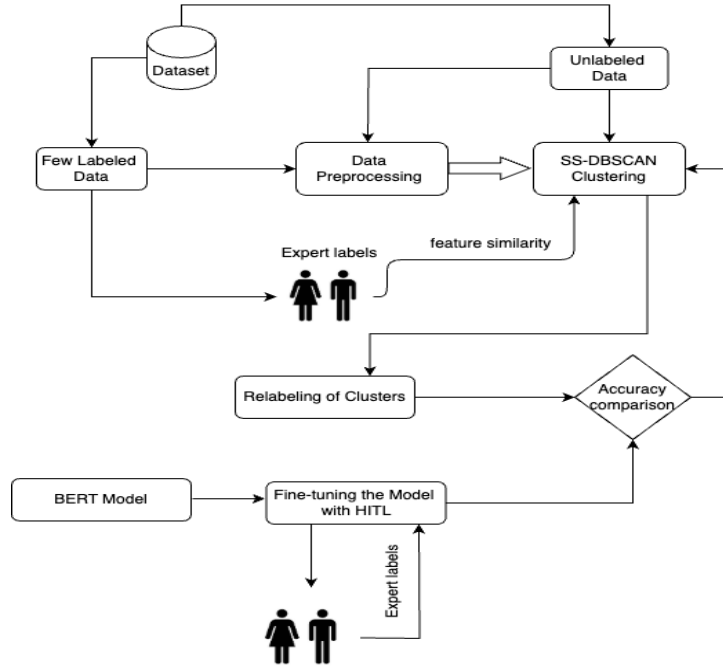 Dataset
Unlabeled
Data
Few Labeled
Data
Data
Preprocessing
SS-DBSCAN
Clustering
Expert labels
feature similarity
Relabeling of Clusters
Accuracy
comparison
BERT Model
Fine-tuning the Model
with HITL
Expert labels